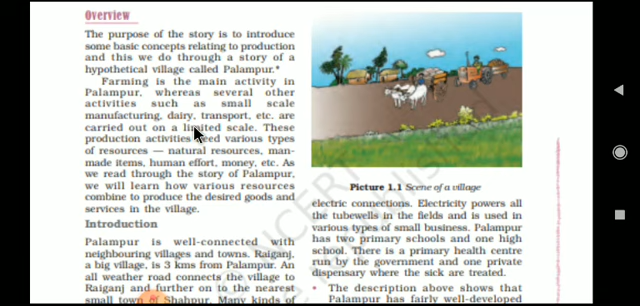 Overview
The purpose of the story is to introduce
some basic concepts relating to production
and this we do through a story of a
hypothetical village called Palampur.*
Farming is the main activity in
Palampur, whereas several other
activities such as small scale
manufacturing, dairy, transport, etc. are
carried out on a limited scale. These
production activities need various types
of resources — natural resources, man-
made items, human effort, money, etc. As
we read through the story of Palampur,
we will learn how various resources
combine to produce the desired goods and
services in the village.
Introduction
Palampur is well-connected with
neighbouring villages and towns. Raiganj,
a big village, is 3 kms from Palampur. An
all weather road connects the village to
Raiganj and further on to the nearest
small town of Shahpur. Many kinds of
Picture 1.1 Scene of a village
electric connections. Electricity powers all
the tubewells in the fields and is used in
various types of small business. Palampur
has two primary schools and one high
school. There is a primary health centre
run by the government and one private
dispensary where the sick are treated.
• The description above shows that
Palampur has fairly well-developed